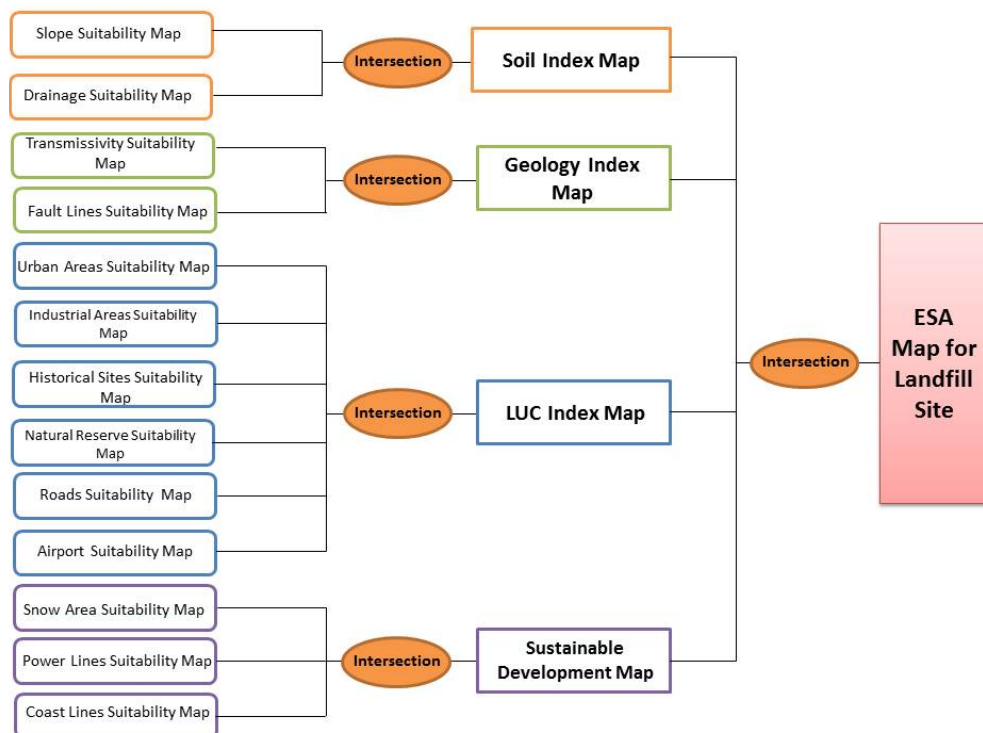 Slope Suitability Map
Drainage Suitability Map
Transmissivity Suitability
Map
Fault Lines Suitability Map
Urban Areas Suitability Map
Industrial Areas Suitability
Map
Historical Sites Suitability
Map
Natural Reserve Suitability
Map
Roads Suitability Map
Airport Suitability Map
Snow Area Suitability Map
Power Lines Suitability Map
Coast Lines Suitability Map
Intersection
Intersection
Intersection
Intersection
Soil Index Map
Geology Index
Map
LUC Index Map
Sustainable
Development Map
Intersection
ESA
Map for
Landfill
Site